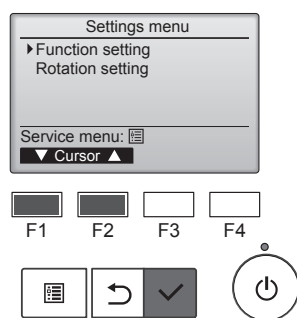 Settings menu
Function setting
Rotation setting
Service menu:
▼ Cursor ▲
F1 F2 F3 F4